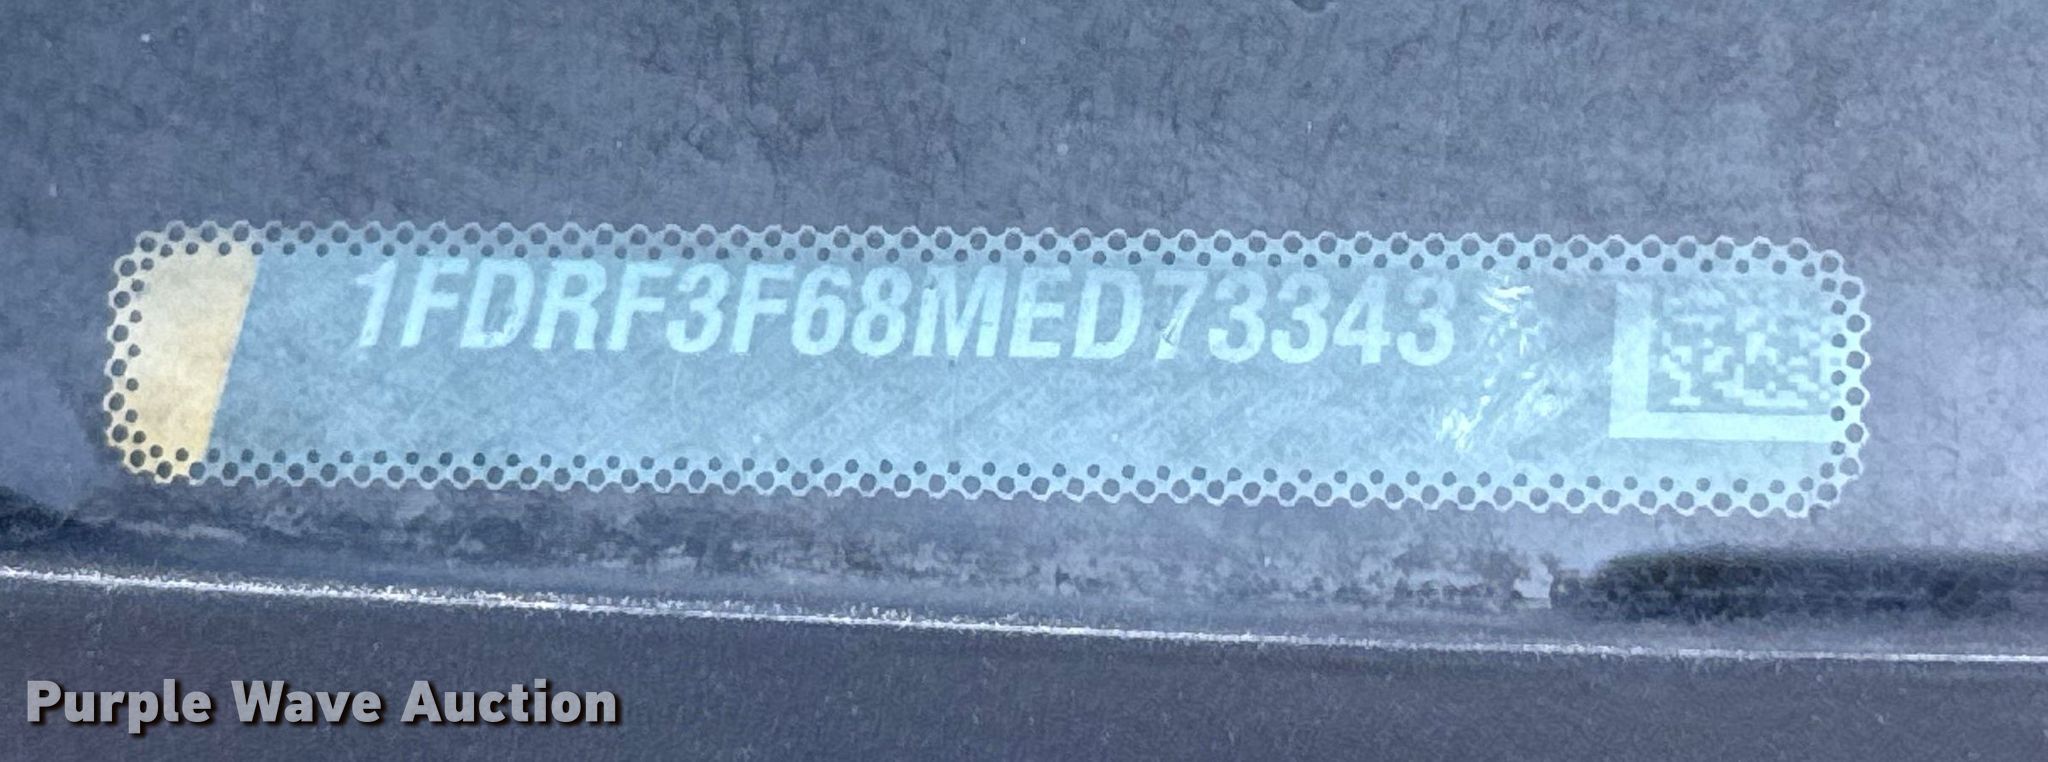 1FDRF3F68MED73343
Purple Wave Auction